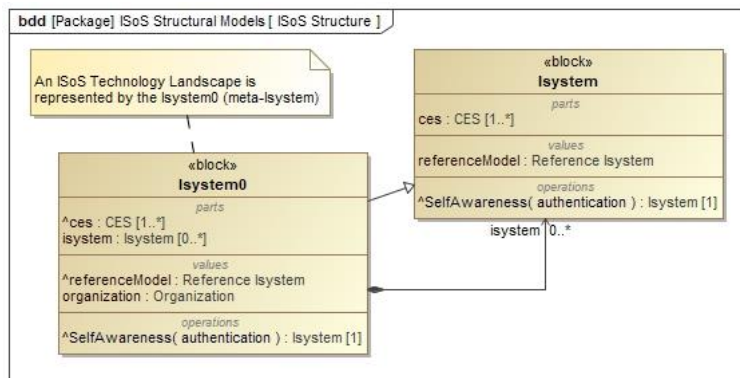 bdd [Package] ISoS Structural Models [ ISoS Structure ]
An ISoS Technology Landscape is
represented by the Isystem0 (meta-Isystem)
«block»
Isystem
parts
ces : CES [1..*]
values
referenceModel : Reference Isystem
operations
^SelfAwareness( authentication ) : Isystem [1]
isystem 0..*
«block»
Isystem0
parts
^ces : CES [1..*]
isystem : Isystem [0..*]
values
^referenceModel : Reference Isystem
organization : Organization
operations
^SelfAwareness( authentication ) : Isystem [1]